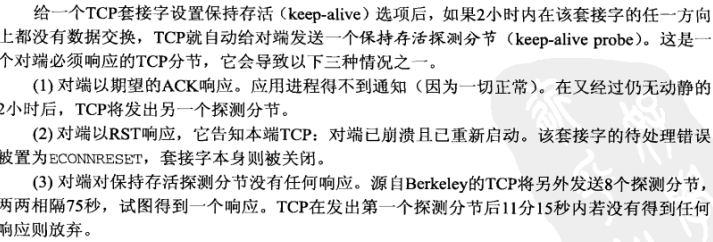 给一个TCP套接字设置保持存活(keep-alive)选项后,如果2小时内在该套接字的任一方向
上都没有数据交换,TCP就自动给对端发送一个保持存活探测分节(keep-alive probe)。这是一
个对端必须响应的TCP分节,它会导致以下三种情况之一。
(1) 对端以期望的ACK响应。应用进程得不到通知(因为一切正常)。在又经过仍无动静的
2小时后,TCP将发出另一个探测分节。
(2) 对端以RST响应,它告知本端TCP:对端已崩溃且已重新启动。该套接字的待处理错误
被置为ECONNRESET,套接字本身则被关闭。
(3) 对端对保持存活探测分节没有任何响应。源自Berkeley的TCP将另外发送8个探测分节,
两两相隔75秒,试图得到一个响应。TCP在发出第一个探测分节后11分15秒内若没有得到任何
响应则放弃。